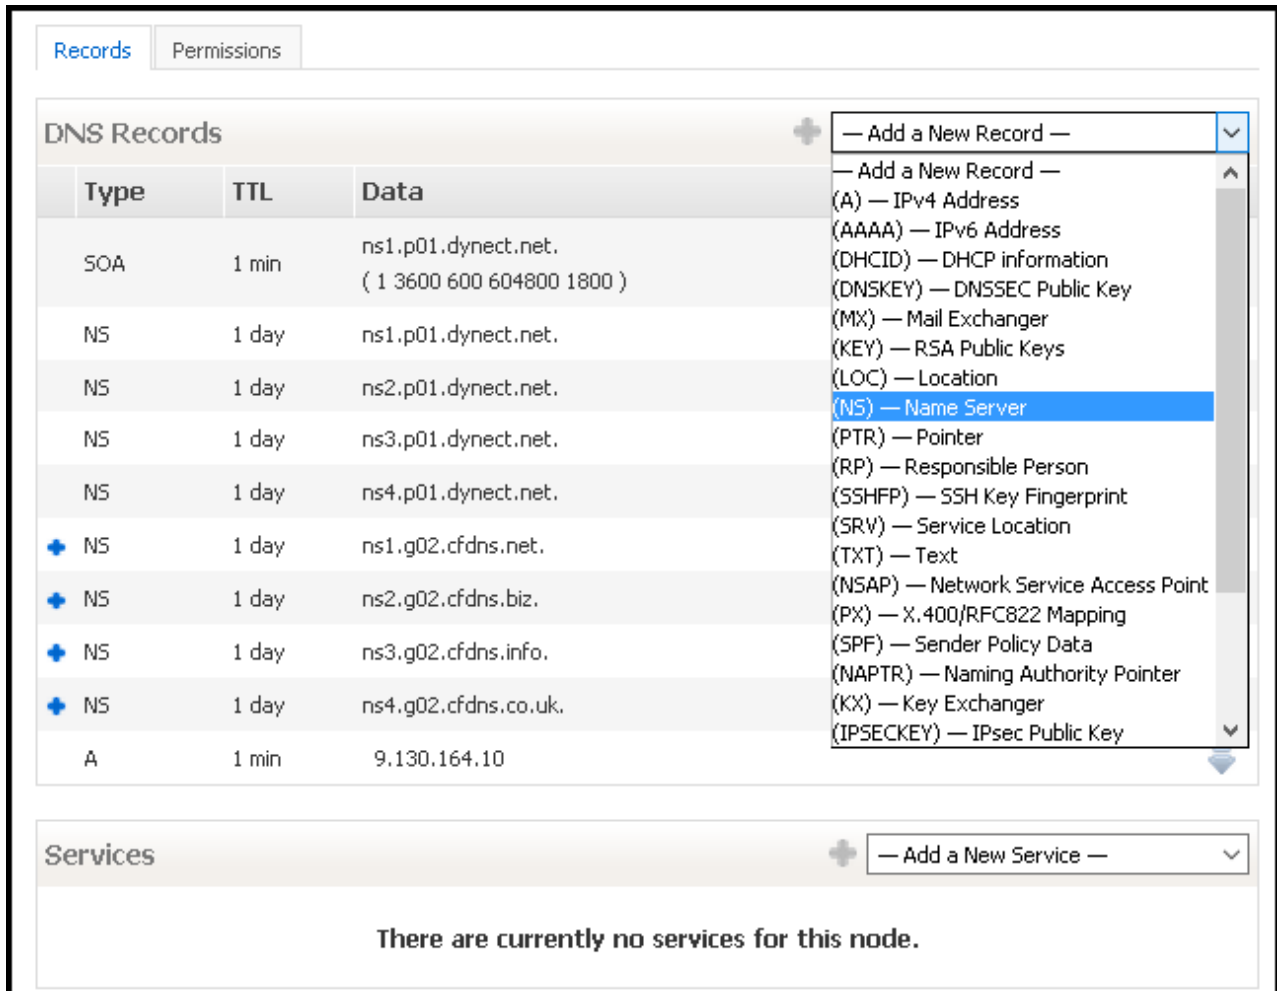 Records Permissions
DNS Records
— Add a New Record —
Type TTL Data
SOA 1 min ns1.p01.dynect.net.
( 1 3600 600 604800 1800 )
NS 1 day ns1.p01.dynect.net.
NS 1 day ns2.p01.dynect.net.
NS 1 day ns3.p01.dynect.net.
NS 1 day ns4.p01.dynect.net.
NS 1 day ns1.g02.cfdns.net.
NS 1 day ns2.g02.cfdns.biz.
NS 1 day ns3.g02.cfdns.info.
NS 1 day ns4.g02.cfdns.co.uk.
A 1 min 9.130.164.10
— Add a New Record —
(A) — IPv4 Address
(AAAA) — IPv6 Address
(DHCID) — DHCP information
(DNSKEY) — DNSSEC Public Key
(MX) — Mail Exchanger
(KEY) — RSA Public Keys
(LOC) — Location
(NS) — Name Server
(PTR) — Pointer
(RP) — Responsible Person
(SSHFP) — SSH Key Fingerprint
(SRV) — Service Location
(TXT) — Text
(NSAP) — Network Service Access Point
(PX) — X.400/RFC822 Mapping
(SPF) — Sender Policy Data
(NAPTR) — Naming Authority Pointer
(KX) — Key Exchanger
(IPSECKEY) — IPsec Public Key
Services
— Add a New Service —
There are currently no services for this node.